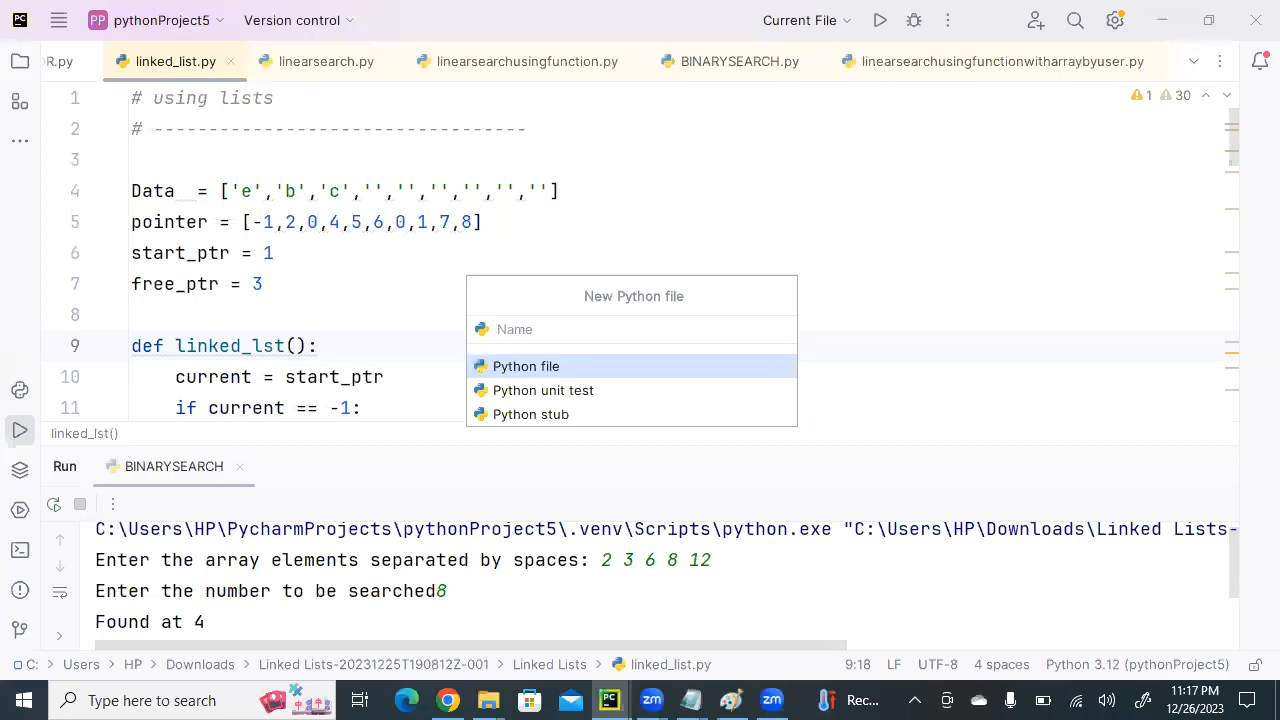 PP pythonProject5 Version control Current File
R.py linked_list.py linearsearch.py linearsearchusingfunction.py BINARYSEARCH.py linearsearchusingfunctionwitharraybyuser.py
1 # using lists
2 # ----------------------------------
3
4 Data = ['e','b','c','','','','','','']
5 pointer = [-1,2,0,4,5,6,0,1,7,8]
6 start_ptr = 1
7 free_ptr = 3
8
9 def linked_lst():
10 current = start_ptr
11 if current == -1:
1 30
New Python file
Name
Python file
Python unit test
Python stub
linked_lst()
Run BINARYSEARCH
C:\Users\HP\PycharmProjects\pythonProject5\.venv\Scripts\python.exe "C:\Users\HP\Downloads\Linked Lists-
Enter the array elements separated by spaces: 2 3 6 8 12
Enter the number to be searched8
Found at 4
C: > Users > HP > Downloads > Linked Lists-20231225T190812Z-001 > Linked Lists > linked_list.py 9:18 LF UTF-8 4 spaces Python 3.12 (pythonProject5)
Type here to search zm zm Rec... 11:17 PM
12/26/2023